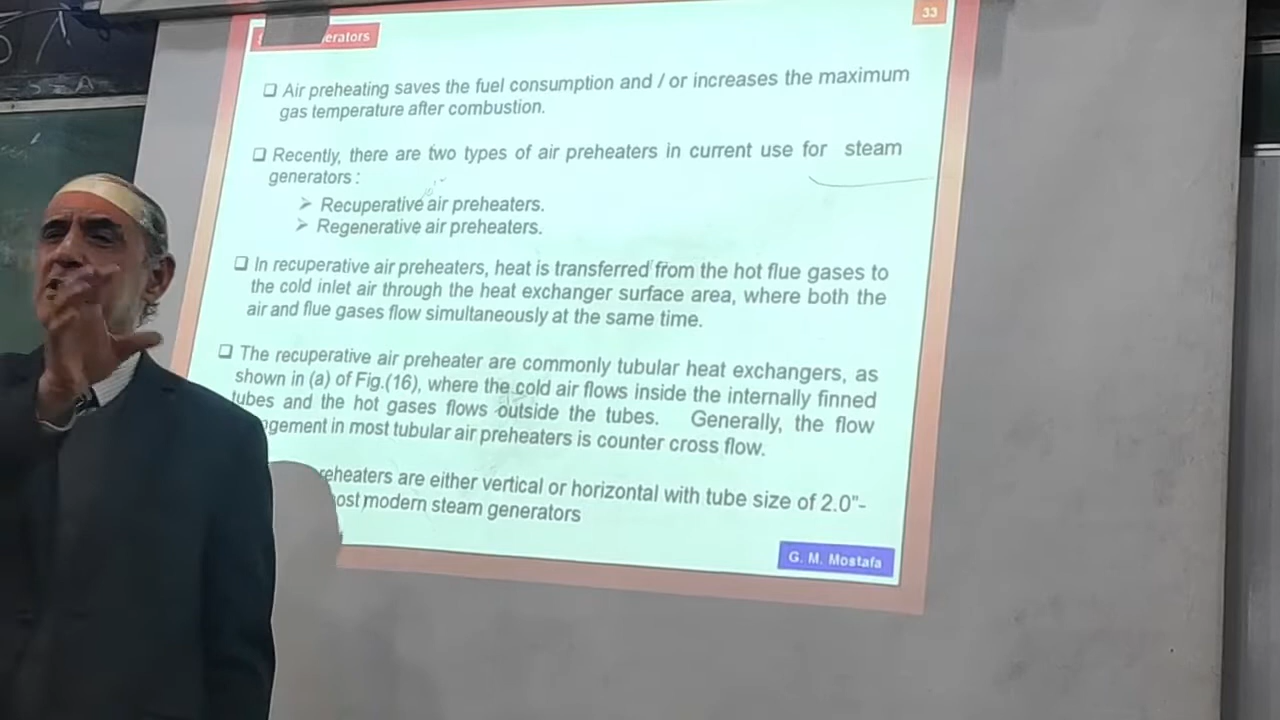 33
erators
❑ Air preheating saves the fuel consumption and / or increases the maximum
gas temperature after combustion.
❑ Recently, there are two types of air preheaters in current use for steam
generators :
➢ Recuperative air preheaters.
➢ Regenerative air preheaters.
❑ In recuperative air preheaters, heat is transferred from the hot flue gases to
the cold inlet air through the heat exchanger surface area, where both the
air and flue gases flow simultaneously at the same time.
❑ The recuperative air preheater are commonly tubular heat exchangers, as
shown in (a) of Fig.(16), where the cold air flows inside the internally finned
tubes and the hot gases flows outside the tubes. Generally, the flow
gement in most tubular air preheaters is counter cross flow.
reheaters are either vertical or horizontal with tube size of 2.0"-
ost modern steam generators
G. M. Mostafa